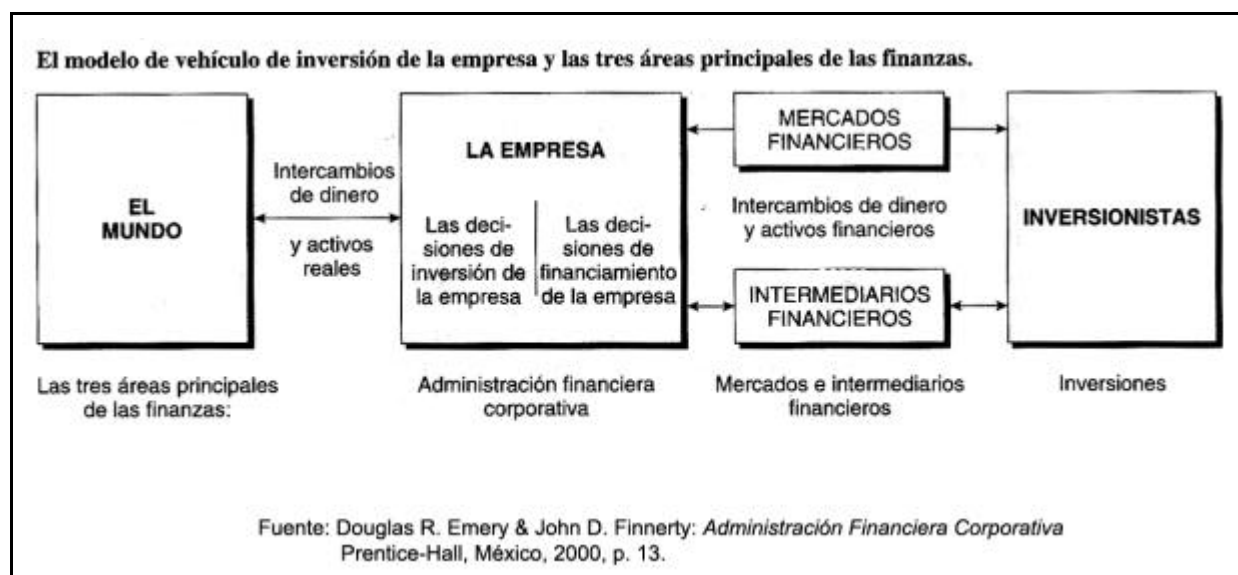 El modelo de vehículo de inversión de la empresa y las tres áreas principales de las finanzas.
EL
MUNDO
Intercambios
de dinero
y activos
reales
LA EMPRESA
Las deci-
siones de
inversión de
la empresa
Las deci-
siones de
financiamiento
de la empresa
MERCADOS
FINANCIEROS
Intercambios de dinero
y activos financieros
INTERMEDIARIOS
FINANCIEROS
INVERSIONISTAS
Las tres áreas principales
de las finanzas:
Administración financiera
corporativa
Mercados e intermediarios
financieros
Inversiones
Fuente: Douglas R. Emery & John D. Finnerty: Administración Financiera Corporativa
Prentice-Hall, México, 2000, p. 13.